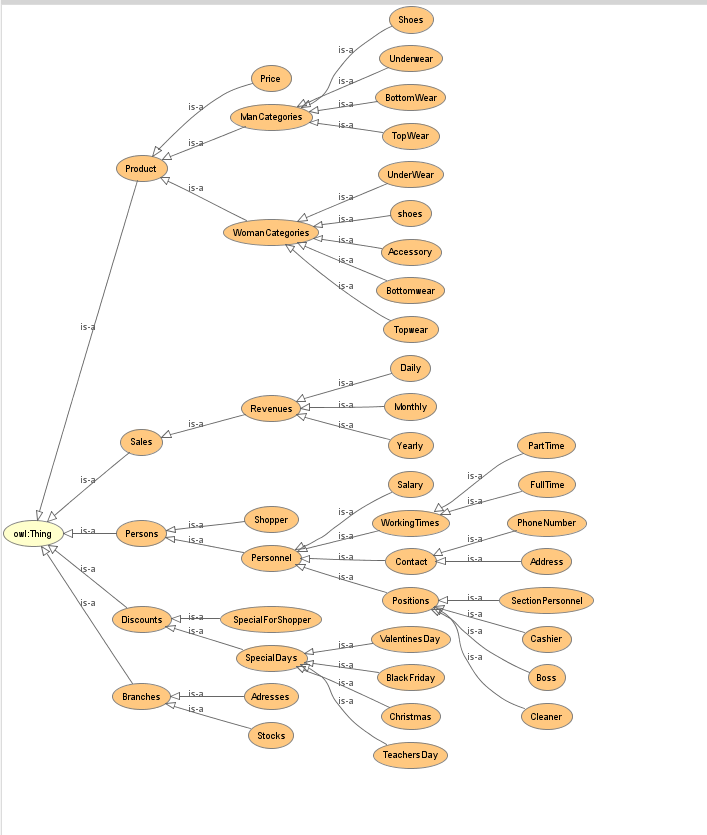 Shoes
is-a
Underwear
Price
is-a
BottomWear
is-a
is-a
ManCategories
is-a
TopWear
is-a
Product
UnderWear
is-a
is-a
shoes
is-a
WomanCategories
is-a
Accessory
is-a
Bottomwear
is-a
is-a
Topwear
Daily
is-a
Revenues
is-a
Monthly
is-a
is-a
Sales
Yearly
PartTime
is-a
is-a
Salary
FullTime
is-a
is-a
Shopper
WorkingTimes
PhoneNumber
is-a
owl:Thing
is-a
Persons
is-a
is-a
is-a
Personnel
is-a
Contact
is-a
Address
is-a
is-a
Positions
is-a
SectionPersonnel
is-a
Discounts
is-a
SpecialForShopper
is-a
is-a
ValentinesDay
is-a
Cashier
is-a
SpecialDays
is-a
is-a
BlackFriday
Boss
is-a
Branches
is-a
Adresses
is-a
Christmas
Cleaner
is-a
Stocks
TeachersDay